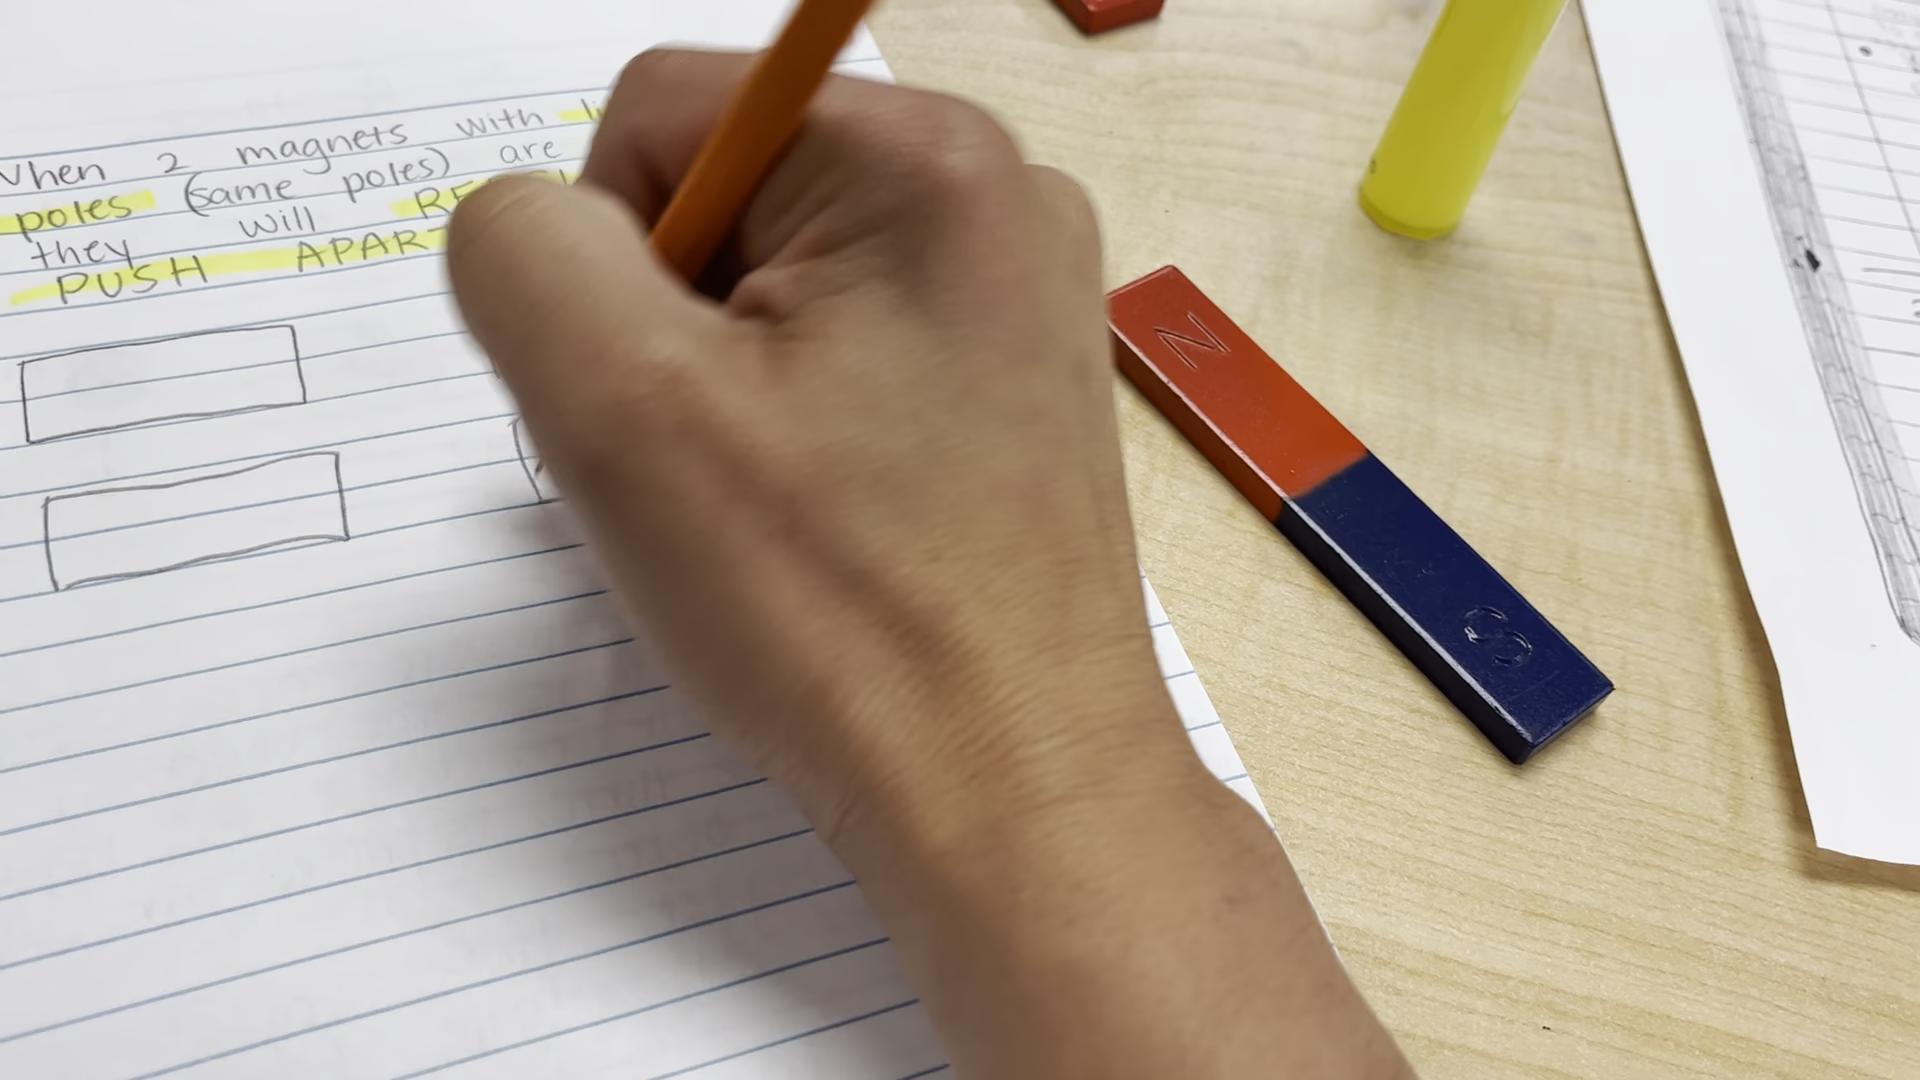 When 2 magnets with
poles (same poles) are
they will
PUSH APART
N
S